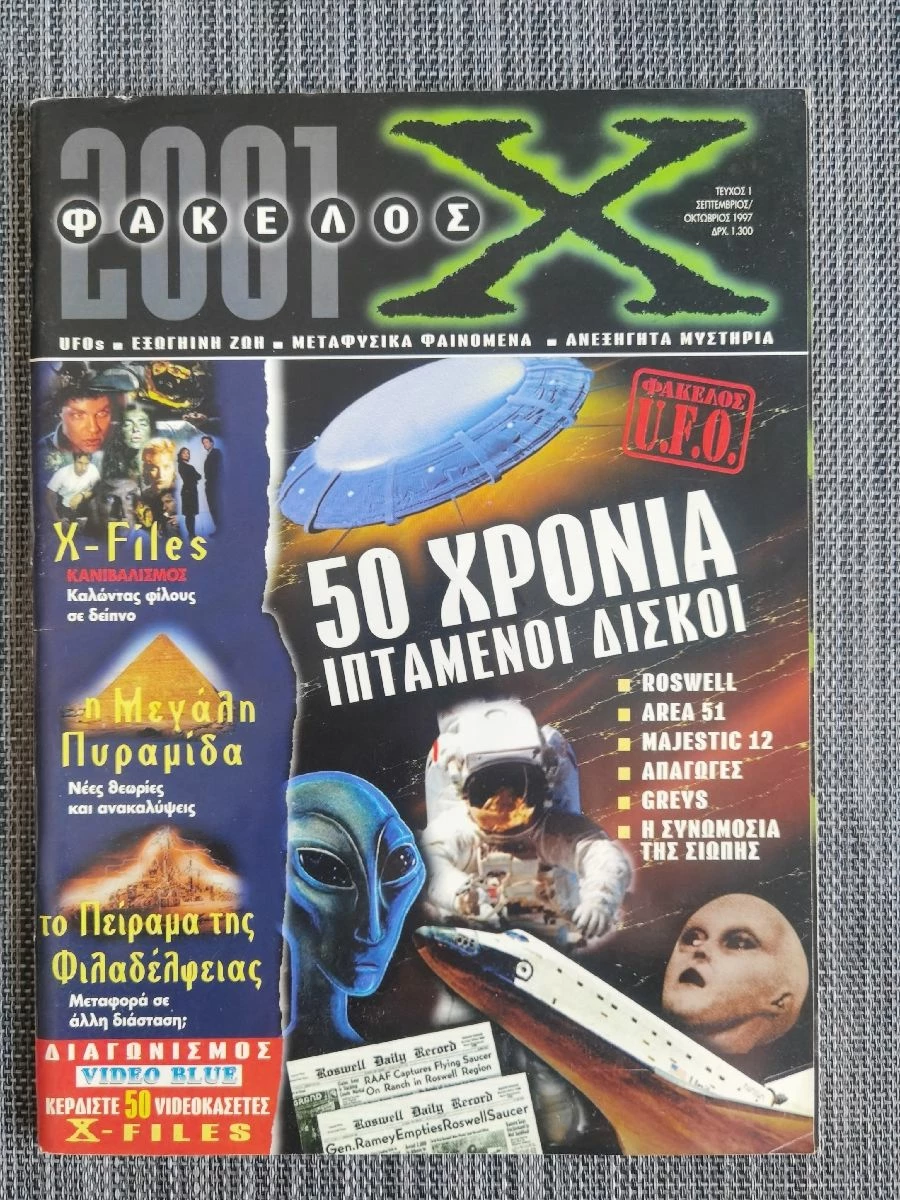 2001
ΦΑΚΕΛΟΣ X
ΤΕΥΧΟΣ 1
ΣΕΠΤΕΜΒΡΙΟΣ/
ΟΚΤΩΒΡΙΟΣ 1997
ΔΡΧ. 1.300
UFOs ■ ΕΞΩΓΗΙΝΗ ΖΩΗ ■ ΜΕΤΑΦΥΣΙΚΑ ΦΑΙΝΟΜΕΝΑ ■ ΑΝΕΞΗΓΗΤΑ ΜΥΣΤΗΡΙΑ
X-Files
ΚΑΝΙΒΑΛΙΣΜΟΣ
Καλώντας φίλους
σε δείπνο
η Μεγάλη
Πυραμίδα
Νέες θεωρίες
και ανακαλύψεις
το Πείραμα της
Φιλαδέλφειας
Μεταφορά σε
άλλη διάσταση;
ΔΙΑΓΩΝΙΣΜΟΣ
VIDEO BLUE
ΚΕΡΔΙΣΤΕ 50 VIDEOΚΑΣΕΤΕΣ
X-FILES
ΦΑΚΕΛΟΣ
U.F.O.
50 ΧΡΟΝΙΑ
ΙΠΤΑΜΕΝΟΙ ΔΙΣΚΟΙ
■ ROSWELL
■ AREA 51
■ MAJESTIC 12
■ ΑΠΑΓΩΓΕΣ
■ GREYS
■ Η ΣΥΝΩΜΟΣΙΑ
ΤΗΣ ΣΙΩΠΗΣ
Roswell Daily Record
RAAF Captures Flying Saucer
On Ranch in Roswell Region
Roswell Daily Record
Gen. Ramey Empties Roswell Saucer